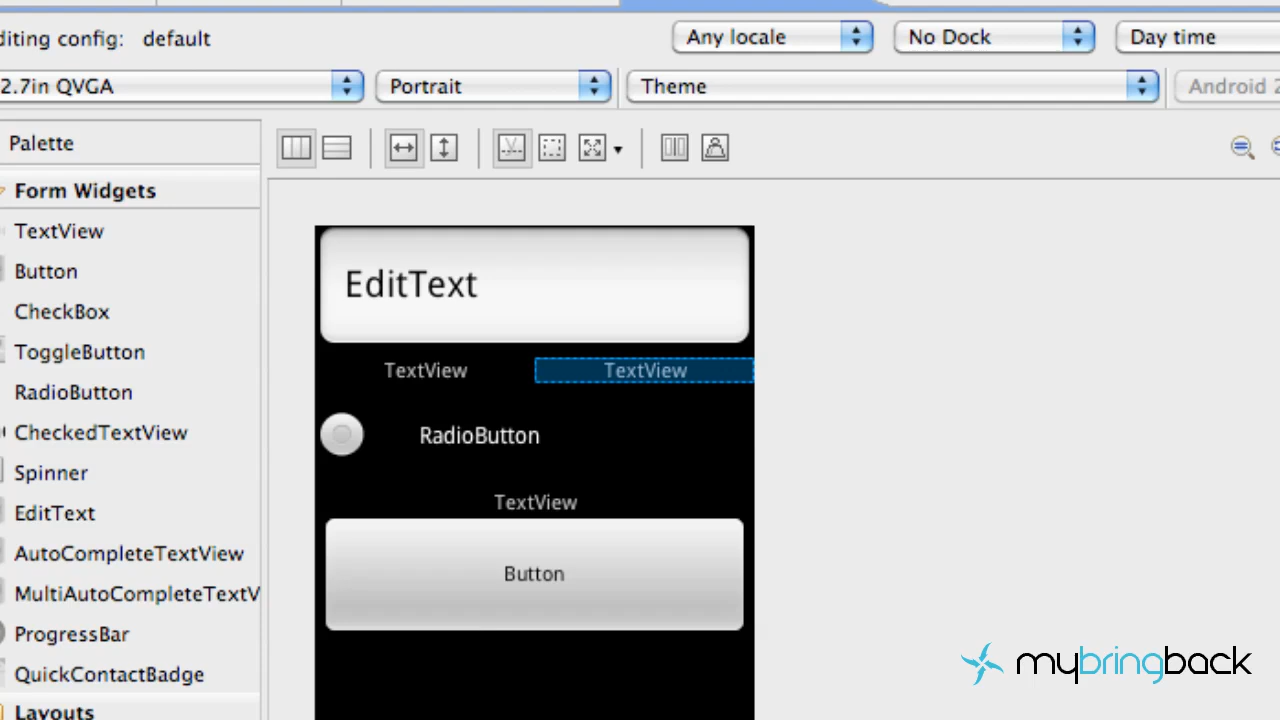 diting config: default
Any locale
No Dock
Day time
2.7in QVGA
Portrait
Theme
Android 2
Palette
Form Widgets
TextView
Button
CheckBox
ToggleButton
RadioButton
CheckedTextView
Spinner
EditText
AutoCompleteTextView
MultiAutoCompleteTextV
ProgressBar
QuickContactBadge
Layouts
EditText
TextView TextView
RadioButton
TextView
Button
mybringback